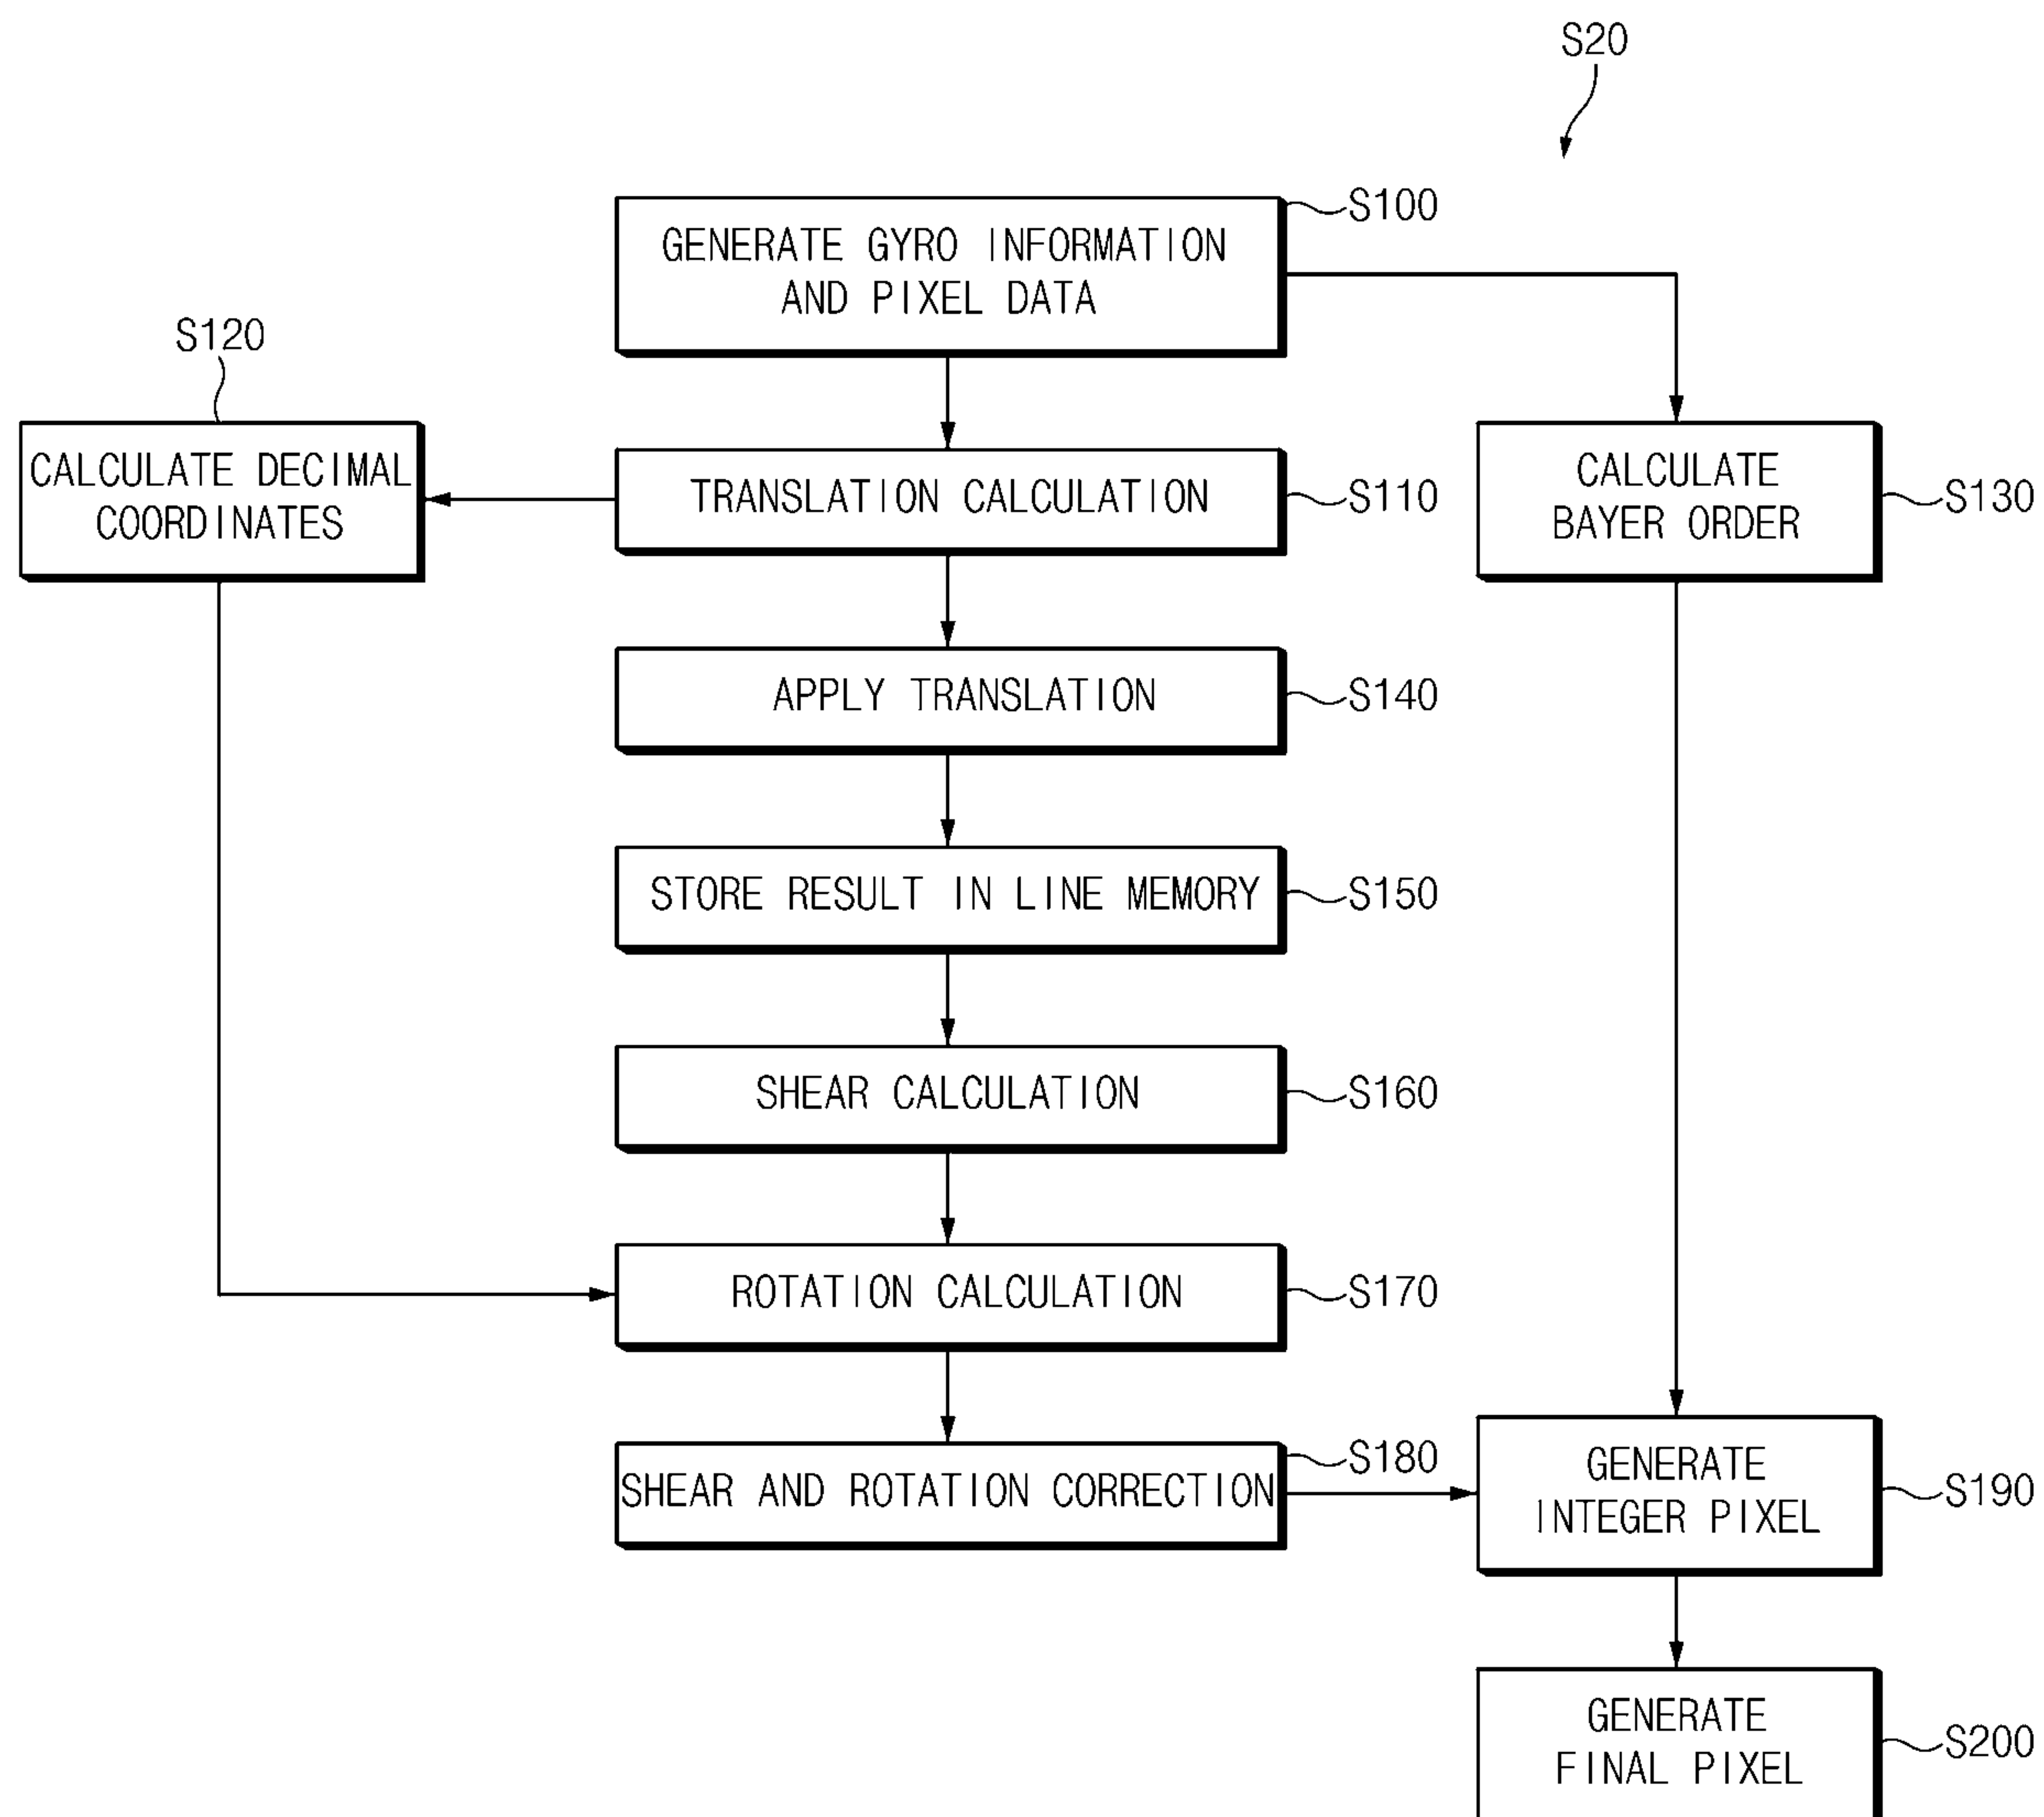 S20
S100
GENERATE GYRO INFORMATION
AND PIXEL DATA
S120
CALCULATE DECIMAL
COORDINATES
TRANSLATION CALCULATION
S110
CALCULATE
BAYER ORDER
S130
APPLY TRANSLATION
S140
STORE RESULT IN LINE MEMORY
S150
SHEAR CALCULATION
S160
ROTATION CALCULATION
S170
SHEAR AND ROTATION CORRECTION
S180
GENERATE
INTEGER PIXEL
S190
GENERATE
FINAL PIXEL
S200